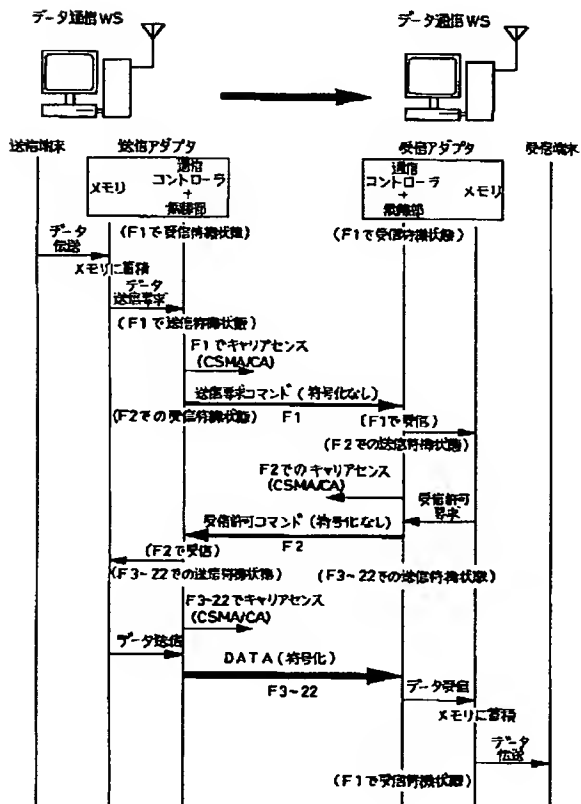 データ通信WS
データ通信WS
送信端末
送信アダプタ
受信アダプタ
受信端末
メモリ
通信
コントローラ
+
無線部
通信
コントローラ
+
無線部
メモリ
(F1で受信待機状態)
(F1で受信待機状態)
データ
伝送
メモリに蓄積
データ
送信要求
(F1で送信待機状態)
F1でキャリアセンス
(CSMA/CA)
送信要求コマンド(符号化なし)
F1
(F2での受信待機状態)
(F1で受信)
(F2での送信待機状態)
F2でのキャリアセンス
(CSMA/CA)
受信許可
要求
受信許可コマンド(符号化なし)
F2
(F2で受信)
(F3~22での送信待機状態)
(F3~22での送信待機状態)
F3~22でキャリアセンス
(CSMA/CA)
データ送信
DATA(符号化)
F3~22
データ受信
メモリに蓄積
データ
伝送
(F1で受信待機状態)